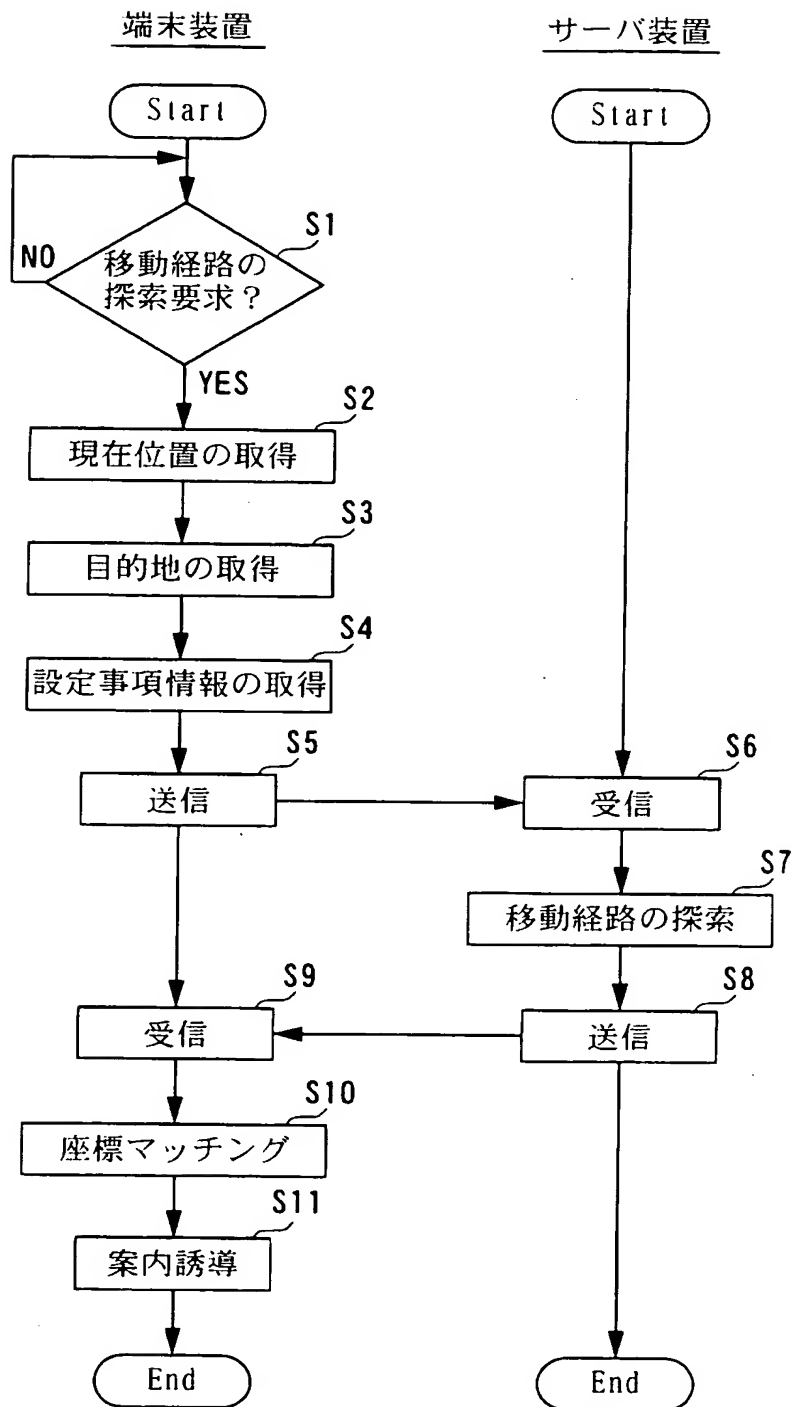 端末装置
サーバ装置
Start
Start
S1
NO
移動経路の
探索要求？
YES
S2
現在位置の取得
S3
目的地の取得
S4
設定事項情報の取得
S5
送信
S6
受信
S7
移動経路の探索
S8
送信
S9
受信
S10
座標マッチング
S11
案内誘導
End
End